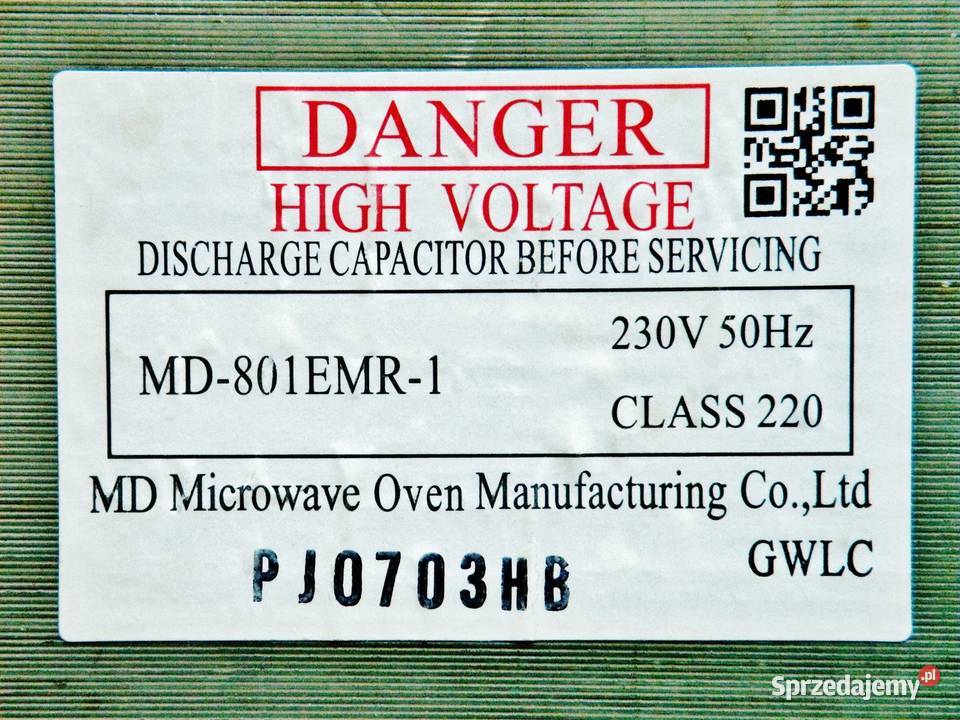 DANGER
HIGH VOLTAGE
DISCHARGE CAPACITOR BEFORE SERVICING
230V 50Hz
MD-801EMR-1
CLASS 220
MD Microwave Oven Manufacturing Co.,Ltd
GWLC
PJ0703HB
Sprzedajemy.pl